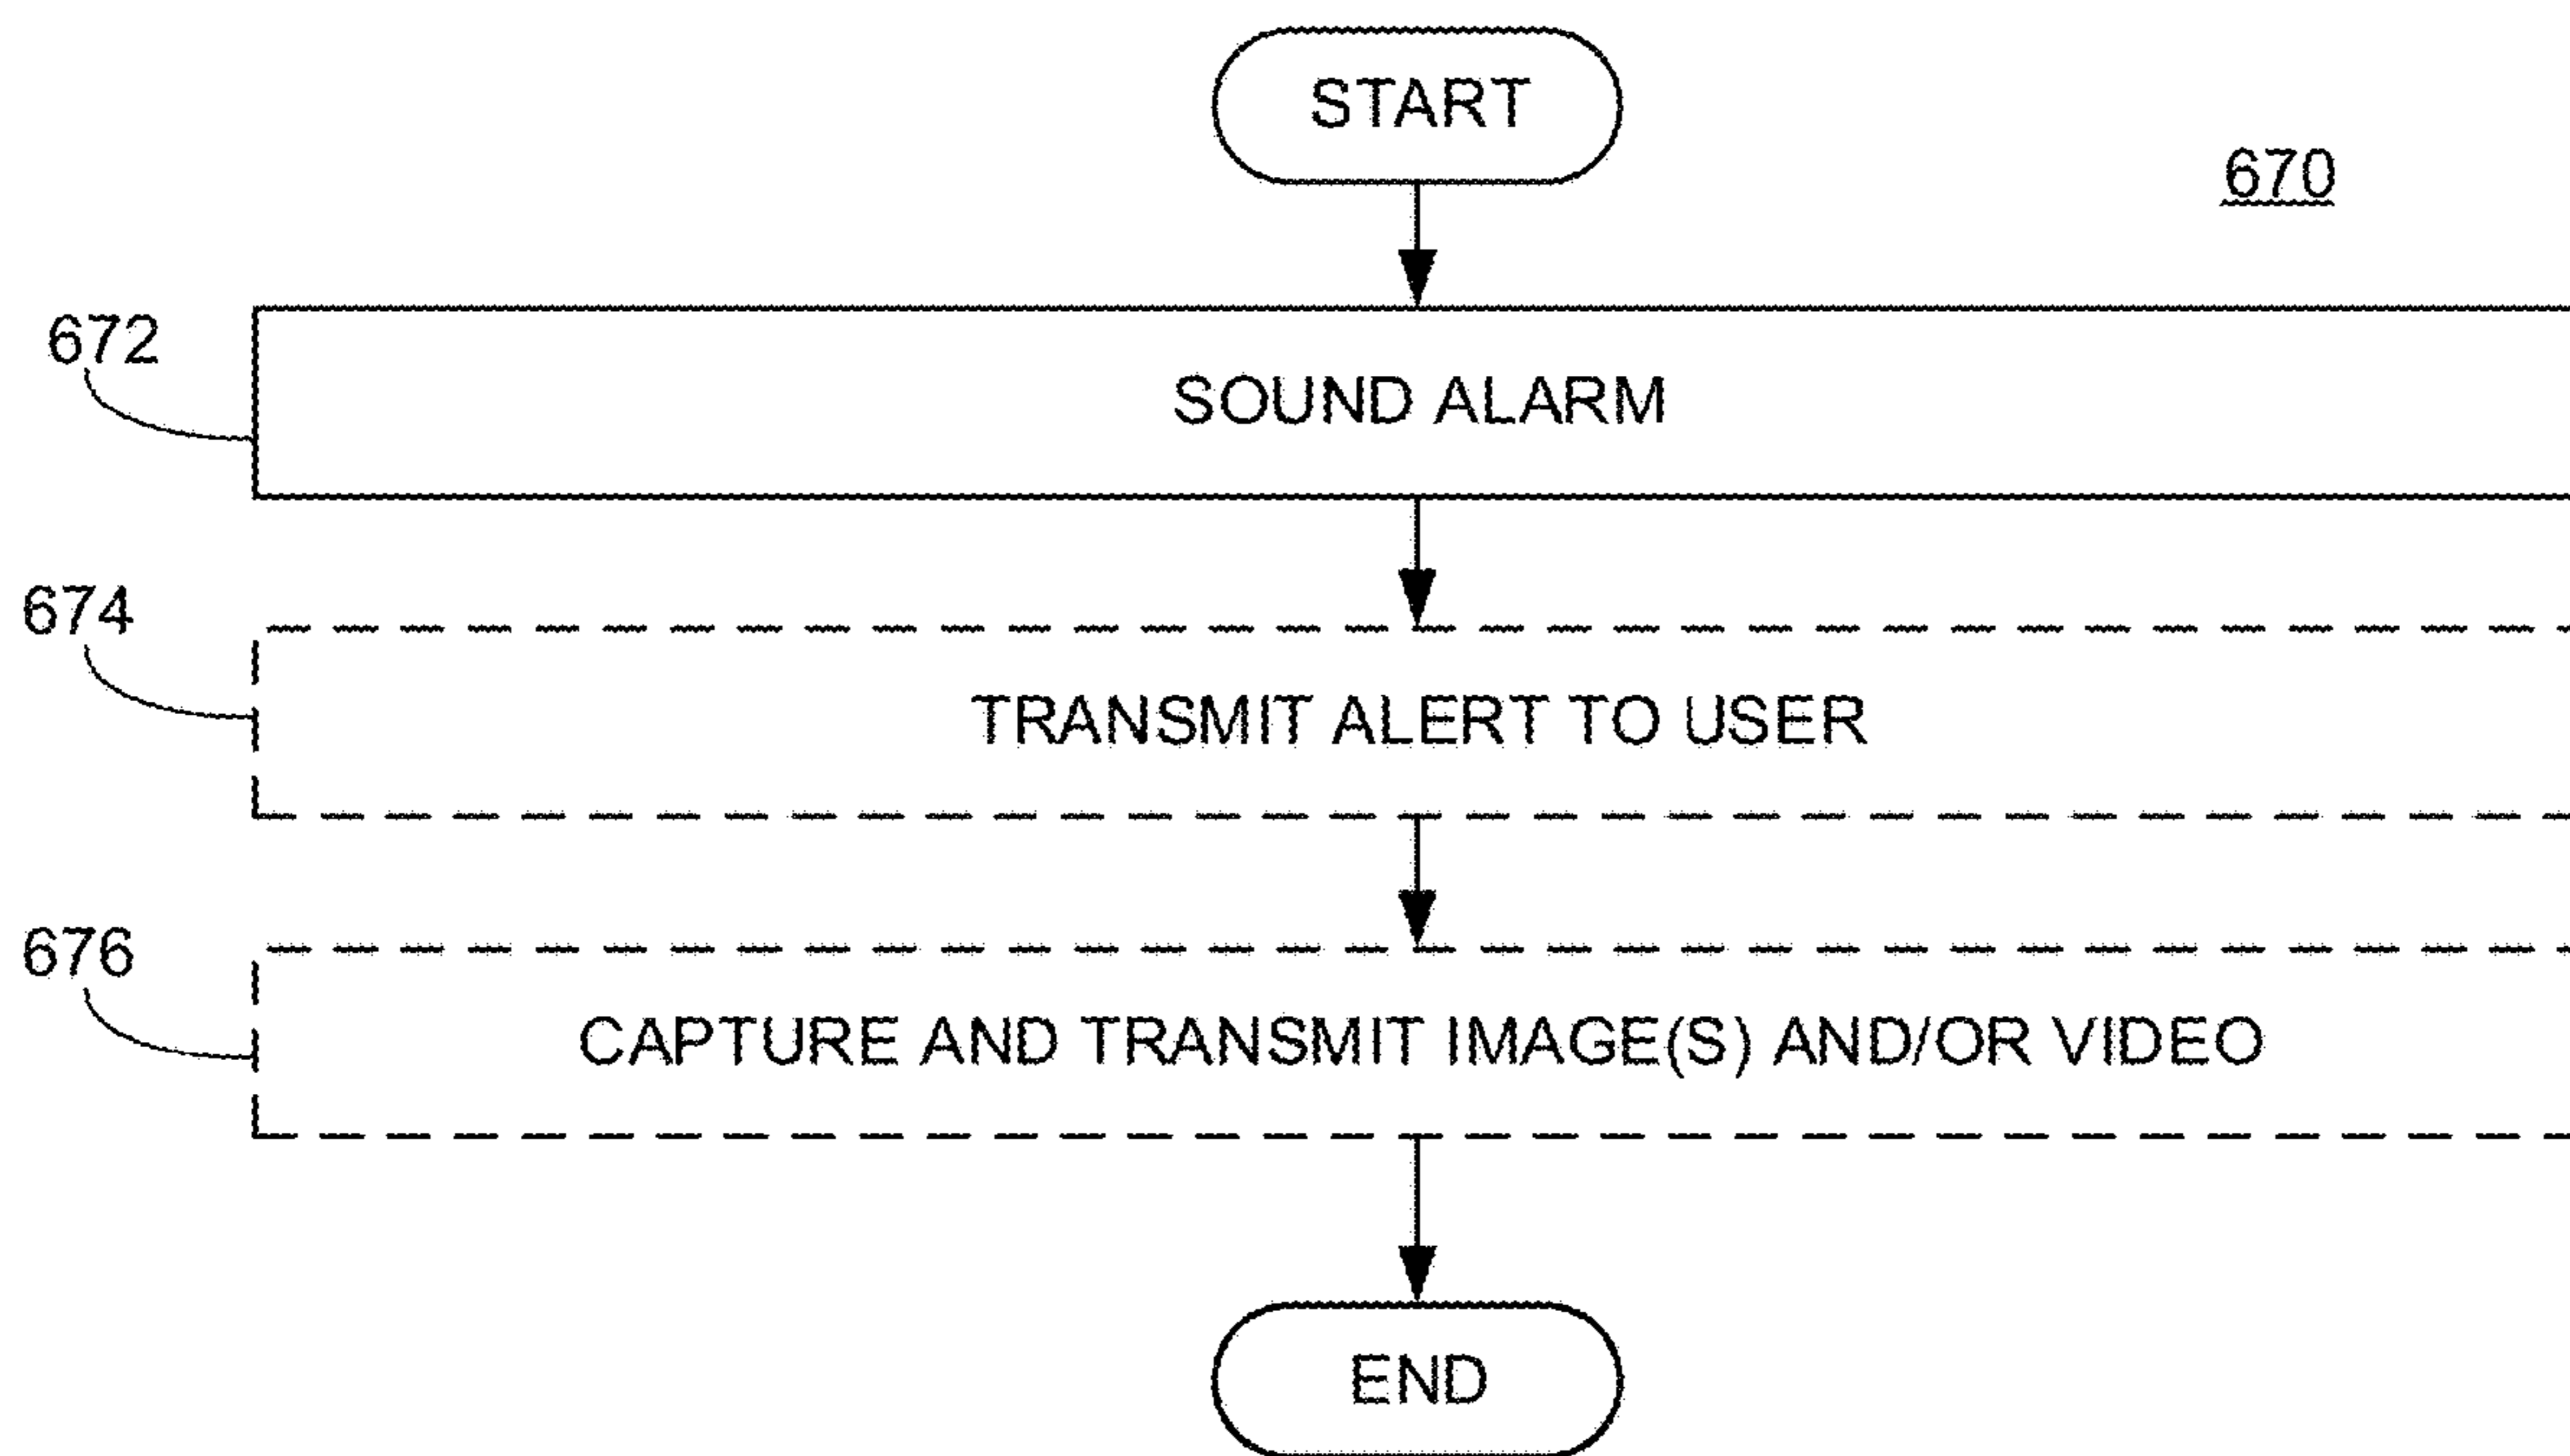 START
670
672
SOUND ALARM
674
TRANSMIT ALERT TO USER
676
CAPTURE AND TRANSMIT IMAGE(S) AND/OR VIDEO
END